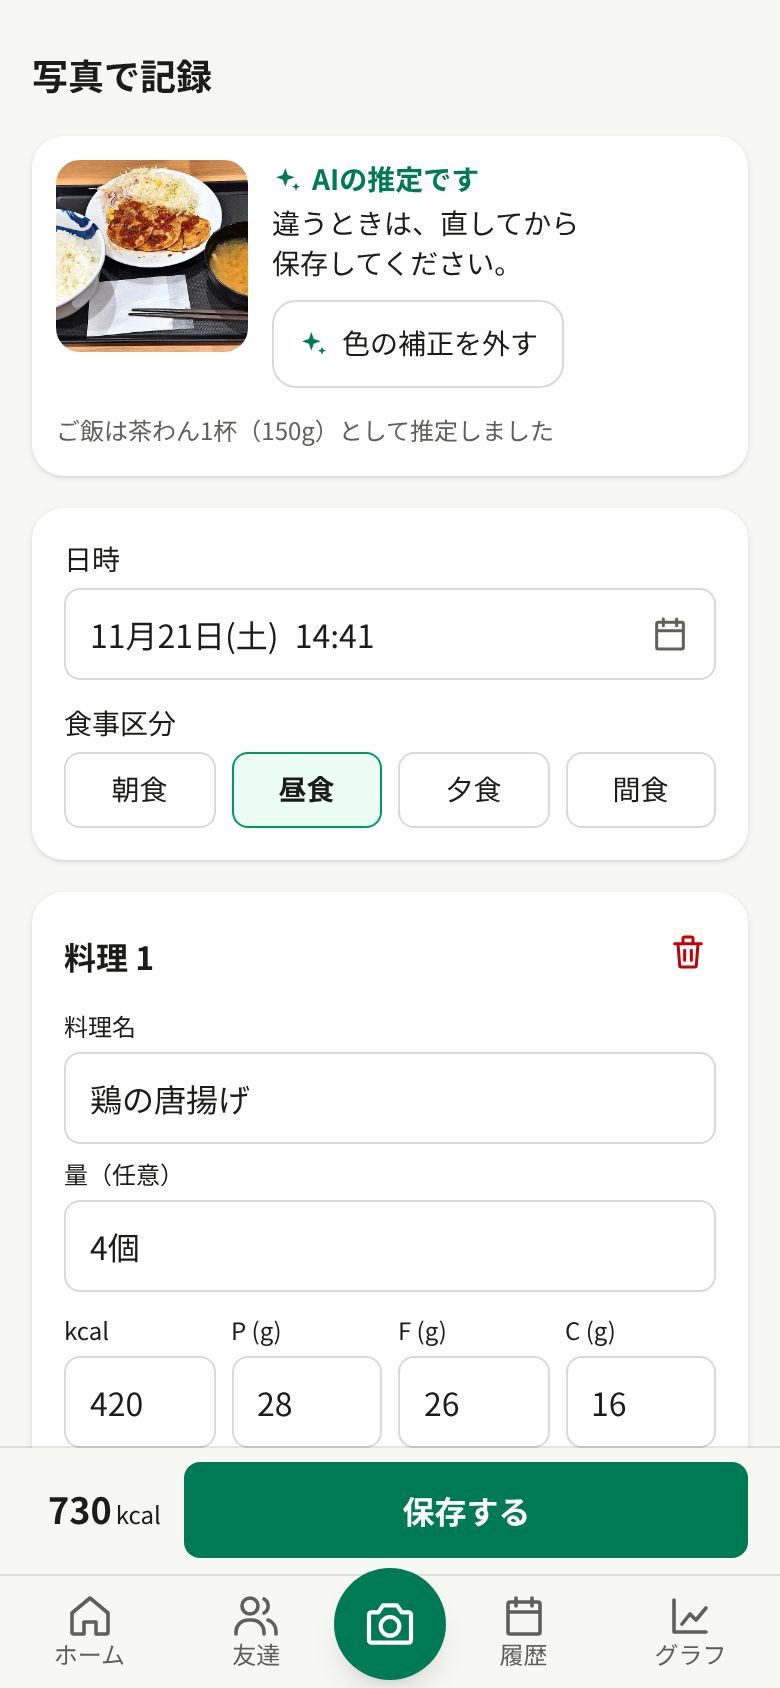 写真で記録
AIの推定です
違うときは、直してから
保存してください。
色の補正を外す
ご飯は茶わん1杯（150g）として推定しました
日時
11月21日(土) 14:41
食事区分
朝食
昼食
夕食
間食
料理 1
料理名
鶏の唐揚げ
量（任意）
4個
kcal
P (g)
F (g)
C (g)
420
28
26
16
730 kcal
保存する
ホーム
友達
履歴
グラフ